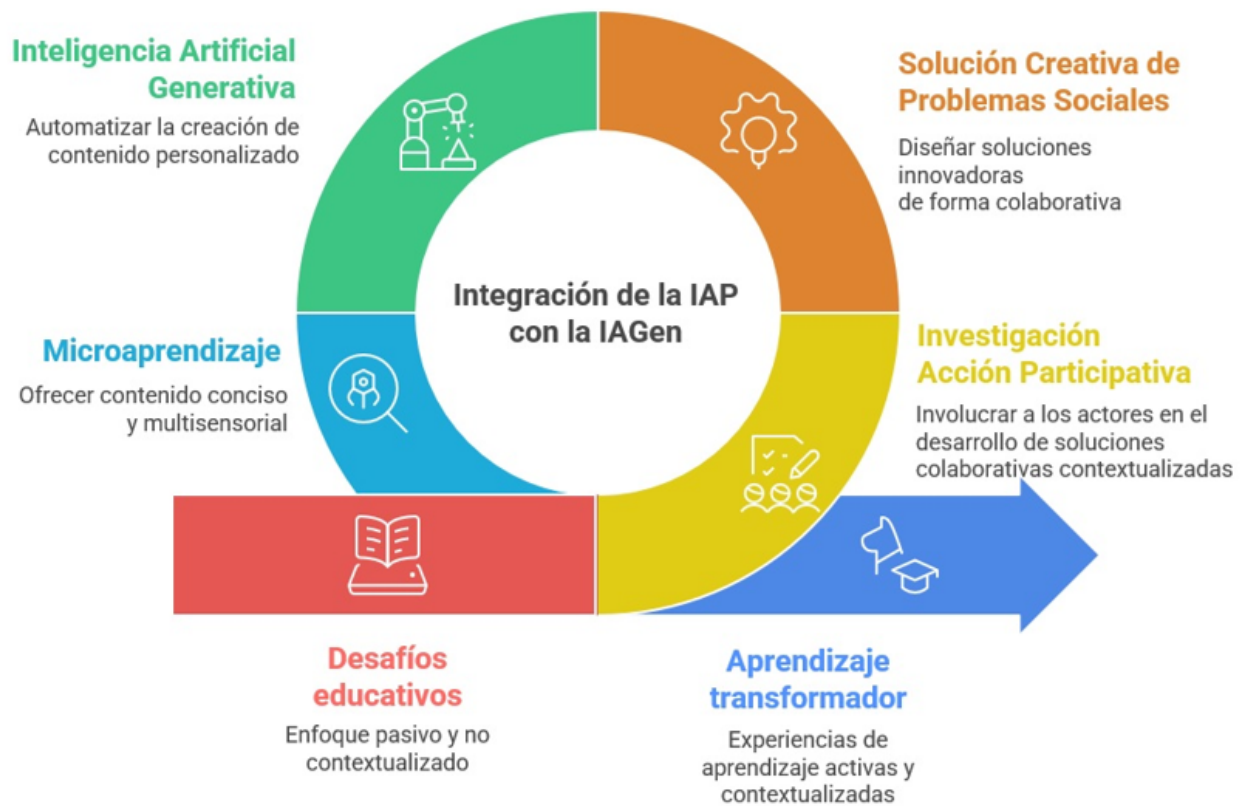 Inteligencia Artificial
Generativa
Automatizar la creación de
contenido personalizado
Solución Creativa de
Problemas Sociales
Diseñar soluciones
innovadoras
de forma colaborativa
Integración de la IAP
con la IAGen
Microaprendizaje
Ofrecer contenido conciso
y multisensorial
Investigación
Acción Participativa
Involucrar a los actores en el
desarrollo de soluciones
colaborativas contextualizadas
Desafíos
educativos
Enfoque pasivo y no
contextualizado
Aprendizaje
transformador
Experiencias de
aprendizaje activas y
contextualizadas